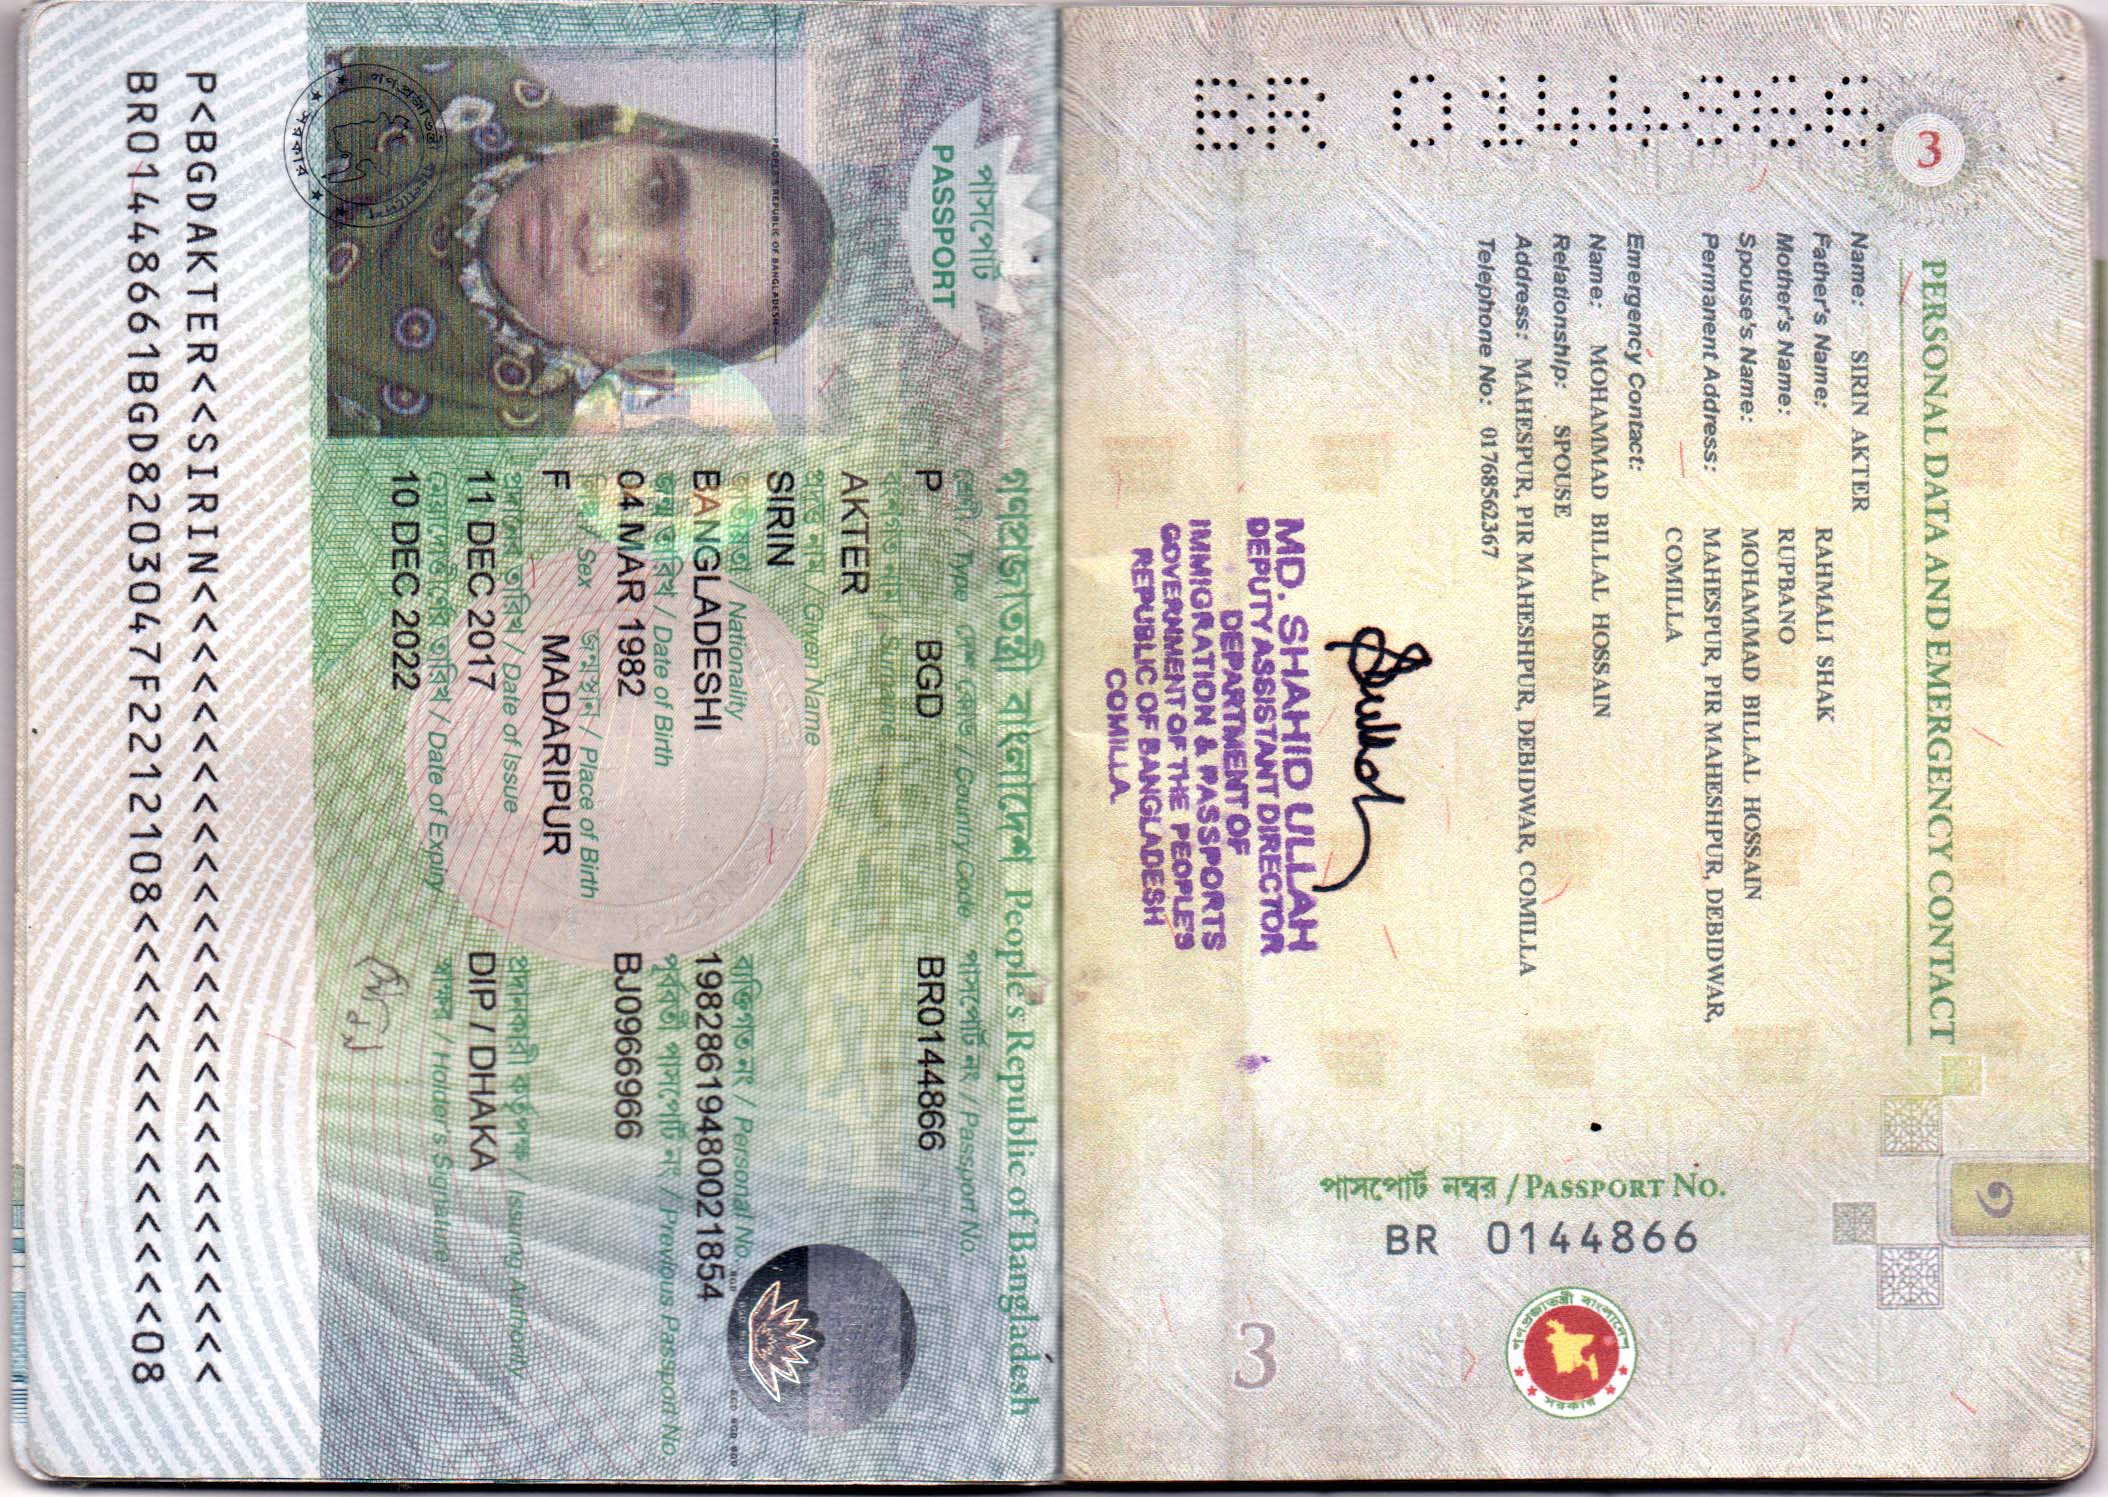 3
PERSONAL DATA AND EMERGENCY CONTACT
Name: SIRIN AKTER
Father's Name: RAHMALI SHAK
Mother's Name: RUPBANO
Spouse's Name: MOHAMMAD BILLAL HOSSAIN
Permanent Address: MAHESPUR, PIR MAHESHPUR, DEBIDWAR,
COMILLA
Emergency Contact:
Name: MOHAMMAD BILLAL HOSSAIN
Relationship: SPOUSE
Address: MAHESPUR, PIR MAHESHPUR, DEBIDWAR, COMILLA
Telephone No: 01768562367
MD. SHAHID ULLAH
DEPUTY ASSISTANT DIRECTOR
DEPARTMENT OF
IMMIGRATION & PASSPORTS
GOVERNMENT OF THE PEOPLE'S
REPUBLIC OF BANGLADESH
COMILLA
BR 0144866
৩
পাসপোর্ট নম্বর / PASSPORT NO.
BR 0144866
গণপ্রজাতন্ত্রী বাংলাদেশ
সরকার
3
গণপ্রজাতন্ত্রী বাংলাদেশ People's Republic of Bangladesh
পাসপোর্ট
PASSPORT
শ্রেণী / Type দেশ কোড / Country Code পাসপোর্ট নং / Passport No.
P BGD BR0144866
বংশগত নাম / Surname
AKTER
প্রদত্ত নাম / Given Name
SIRIN
জাতীয়তা / Nationality ব্যক্তিগত নং / Personal No.
BANGLADESHI 19828619480021854
জন্ম তারিখ / Date of Birth পূর্ববর্তী পাসপোর্ট নং / Previous Passport No.
04 MAR 1982 BJ0966966
লিঙ্গ / Sex জন্মস্থান / Place of Birth
F MADARIPUR
প্রদানের তারিখ / Date of Issue প্রদানকারী কর্তৃপক্ষ / Issuing Authority
11 DEC 2017 DIP / DHAKA
মেয়াদোত্তীর্ণের তারিখ / Date of Expiry স্বাক্ষর / Holder's Signature
10 DEC 2022
PEOPLE'S REPUBLIC OF BANGLADESH
P<BGDAKTER<<SIRIN<<<<<<<<<<<<<<<<<<<<<<<<<<<
BR01448661BGD8203047F2212108<<<<<<<<<<<<<<08